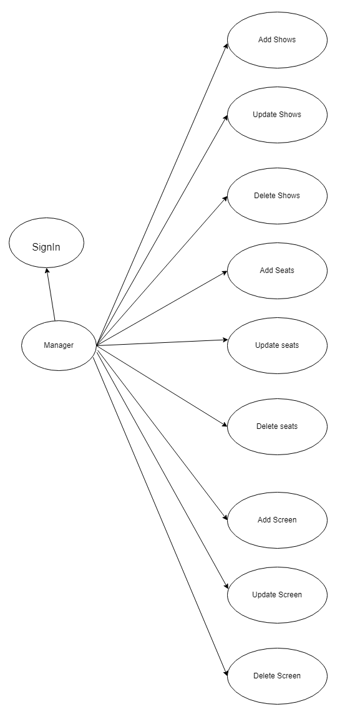 Add Shows
Update Shows
Delete Shows
SignIn
Add Seats
Manager
Update seats
Delete seats
Add Screen
Update Screen
Delete Screen